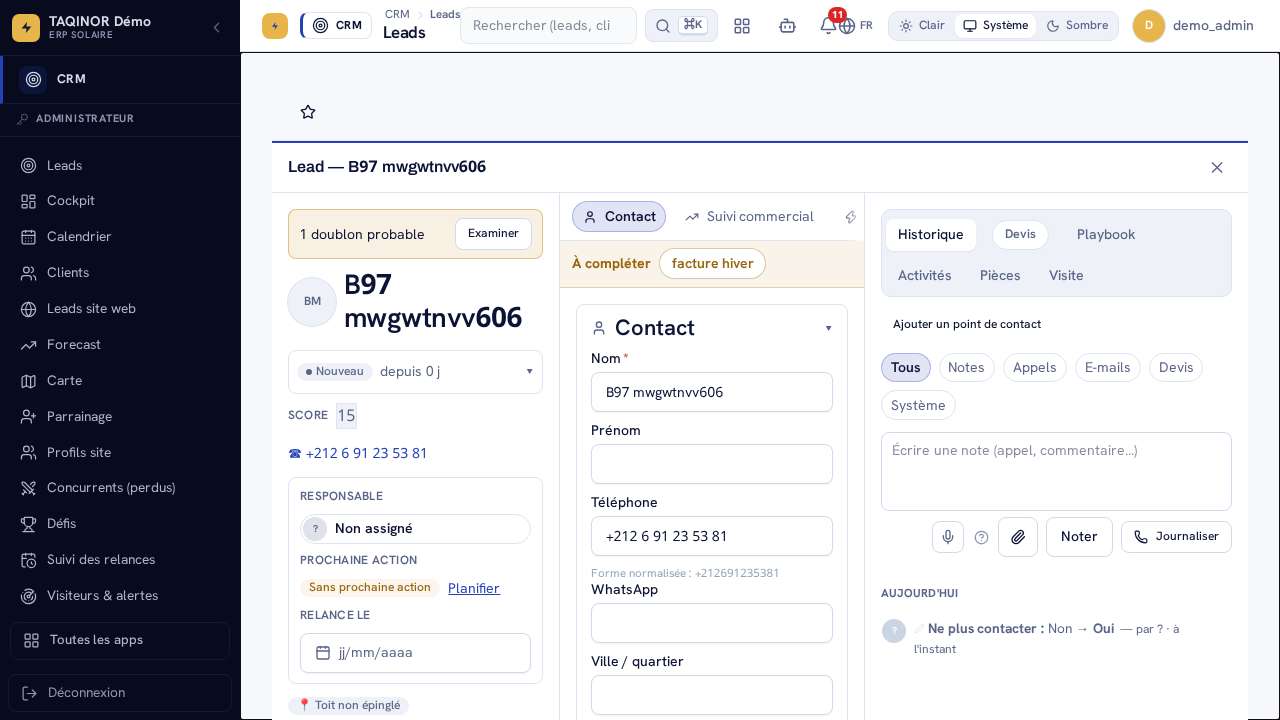 TAQINOR Démo
ERP SOLAIRE
CRM
ADMINISTRATEUR
Leads
Cockpit
Calendrier
Clients
Leads site web
Forecast
Carte
Parrainage
Profils site
Concurrents (perdus)
Défis
Suivi des relances
Visiteurs & alertes
Toutes les apps
Déconnexion
CRM
CRM › Leads
Leads
Rechercher (leads, cli
⌘K
11
FR
Clair
Système
Sombre
D
demo_admin
Lead — B97 mwgwtnvv606
1 doublon probable
Examiner
BM
B97
mwgwtnvv606
Nouveau
depuis 0 j
SCORE 15
☎ +212 6 91 23 53 81
RESPONSABLE
? Non assigné
PROCHAINE ACTION
Sans prochaine action
Planifier
RELANCE LE
jj/mm/aaaa
📍 Toit non épinglé
Contact
Suivi commercial
À compléter
facture hiver
Contact
Nom *
B97 mwgwtnvv606
Prénom
Téléphone
+212 6 91 23 53 81
Forme normalisée : +212691235381
WhatsApp
Ville / quartier
Historique
Devis
Playbook
Activités
Pièces
Visite
Ajouter un point de contact
Tous
Notes
Appels
E-mails
Devis
Système
Écrire une note (appel, commentaire…)
Noter
Journaliser
AUJOURD'HUI
? Ne plus contacter : Non → Oui — par ? · à
l'instant